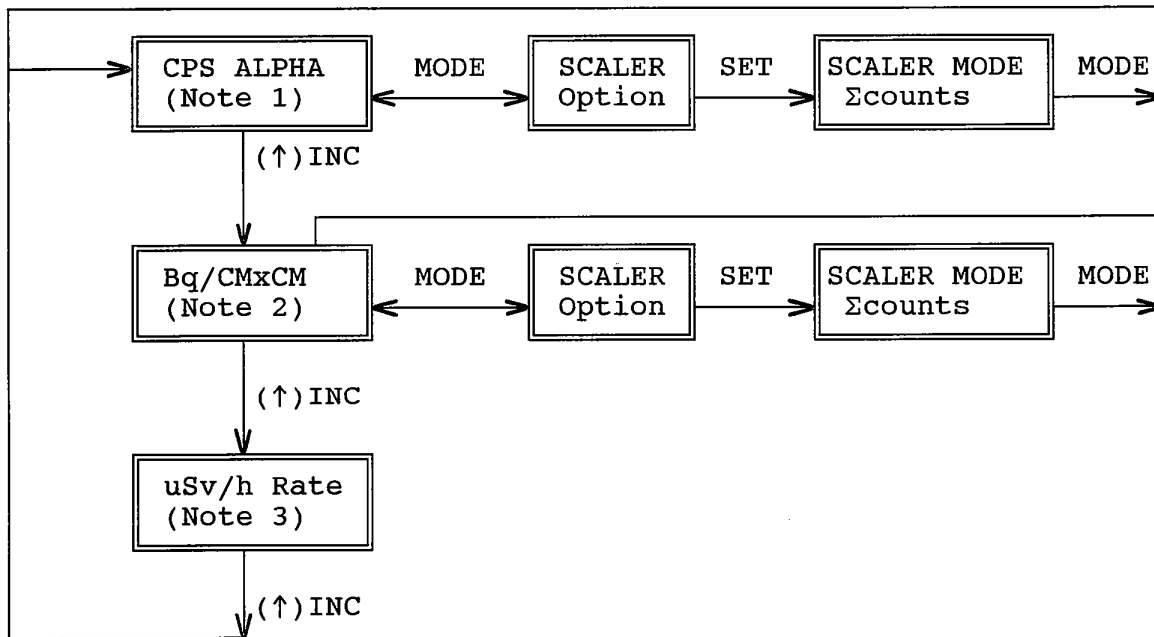 CPS ALPHA
(Note 1)
MODE
SCALER
Option
SET
SCALER MODE
Σcounts
MODE
(↑)INC
Bq/CMxCM
(Note 2)
MODE
SCALER
Option
SET
SCALER MODE
Σcounts
MODE
(↑)INC
uSv/h Rate
(Note 3)
(↑)INC